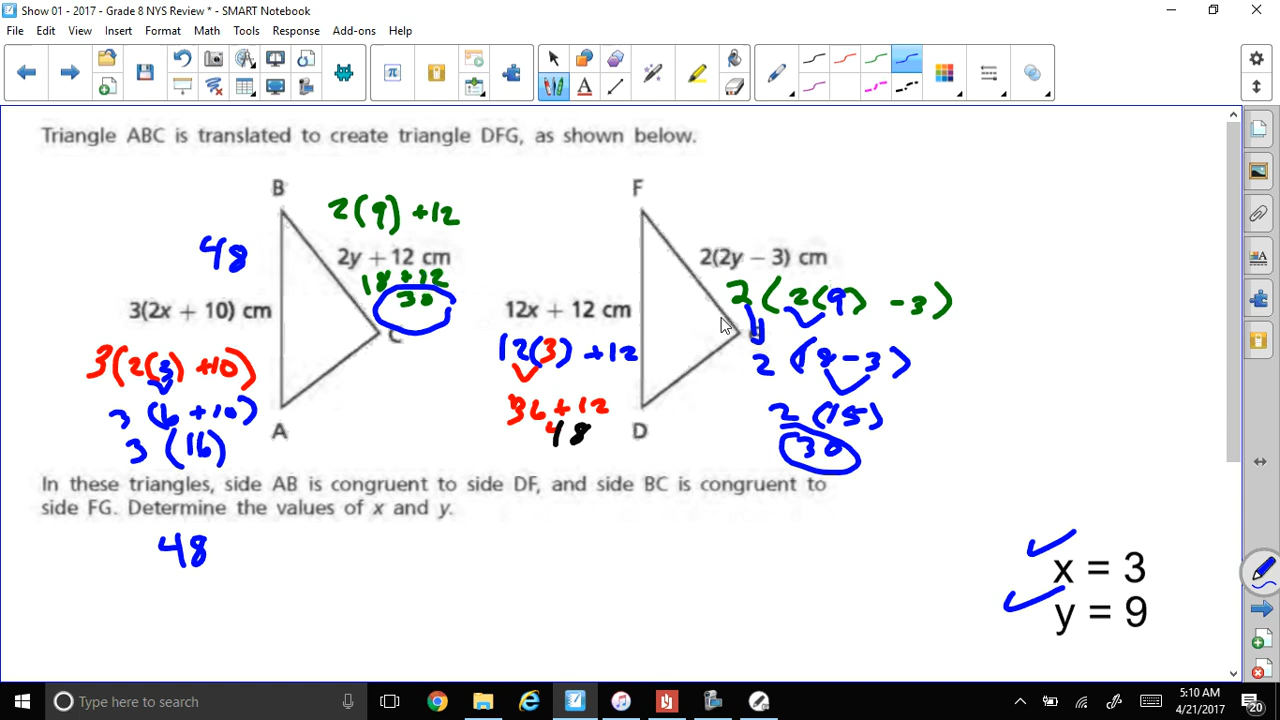 Show 01 - 2017 - Grade 8 NYS Review * - SMART Notebook
File Edit View Insert Format Math Tools Response Add-ons Help
Triangle ABC is translated to create triangle DFG, as shown below.
B
2(9) +12
48
2y + 12 cm
18 +12
30
3(2x + 10) cm
C
3(2(3) +10)
3 (6 +10)
3 (16)
A
F
2(2y – 3) cm
2(2(9) -3)
12x + 12 cm
12(3) +12
2 (18 -3)
36 +12
48
2 (15)
30
D
In these triangles, side AB is congruent to side DF, and side BC is congruent to
side FG. Determine the values of x and y.
48
x = 3
y = 9
Type here to search
5:10 AM
4/21/2017
20